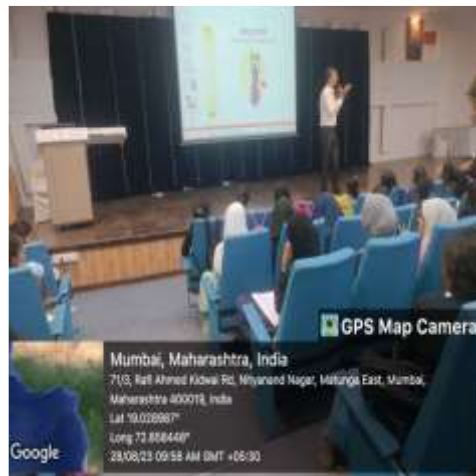 GPS Map Camera
Mumbai, Maharashtra, India
71/3, Rafi Ahmed Kidwai Rd, Nityanand Nagar, Matunga East, Mumbai,
Maharashtra 400019, India
Lat 19.028987°
Long 72.858448°
28/08/23 09:58 AM GMT +05:30
Google